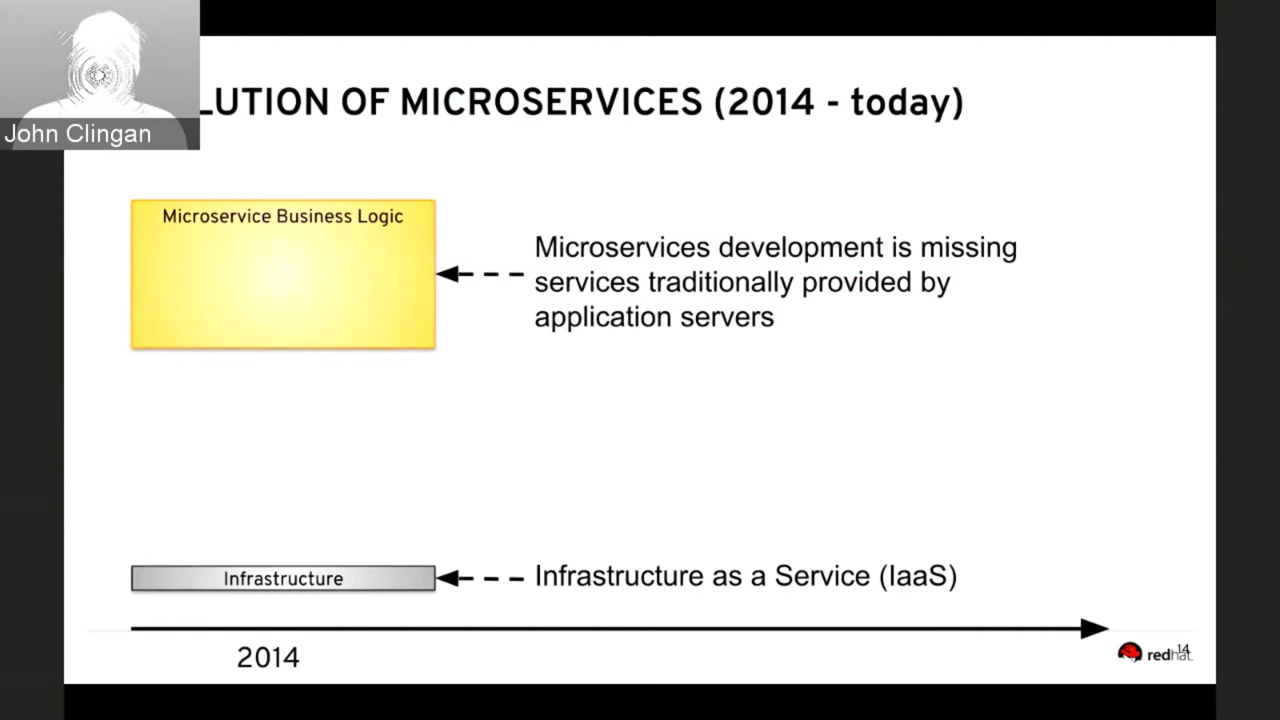 LUTION OF MICROSERVICES (2014 - today)
John Clingan
Microservice Business Logic
Microservices development is missing
services traditionally provided by
application servers
Infrastructure
Infrastructure as a Service (IaaS)
2014
redhat.
14